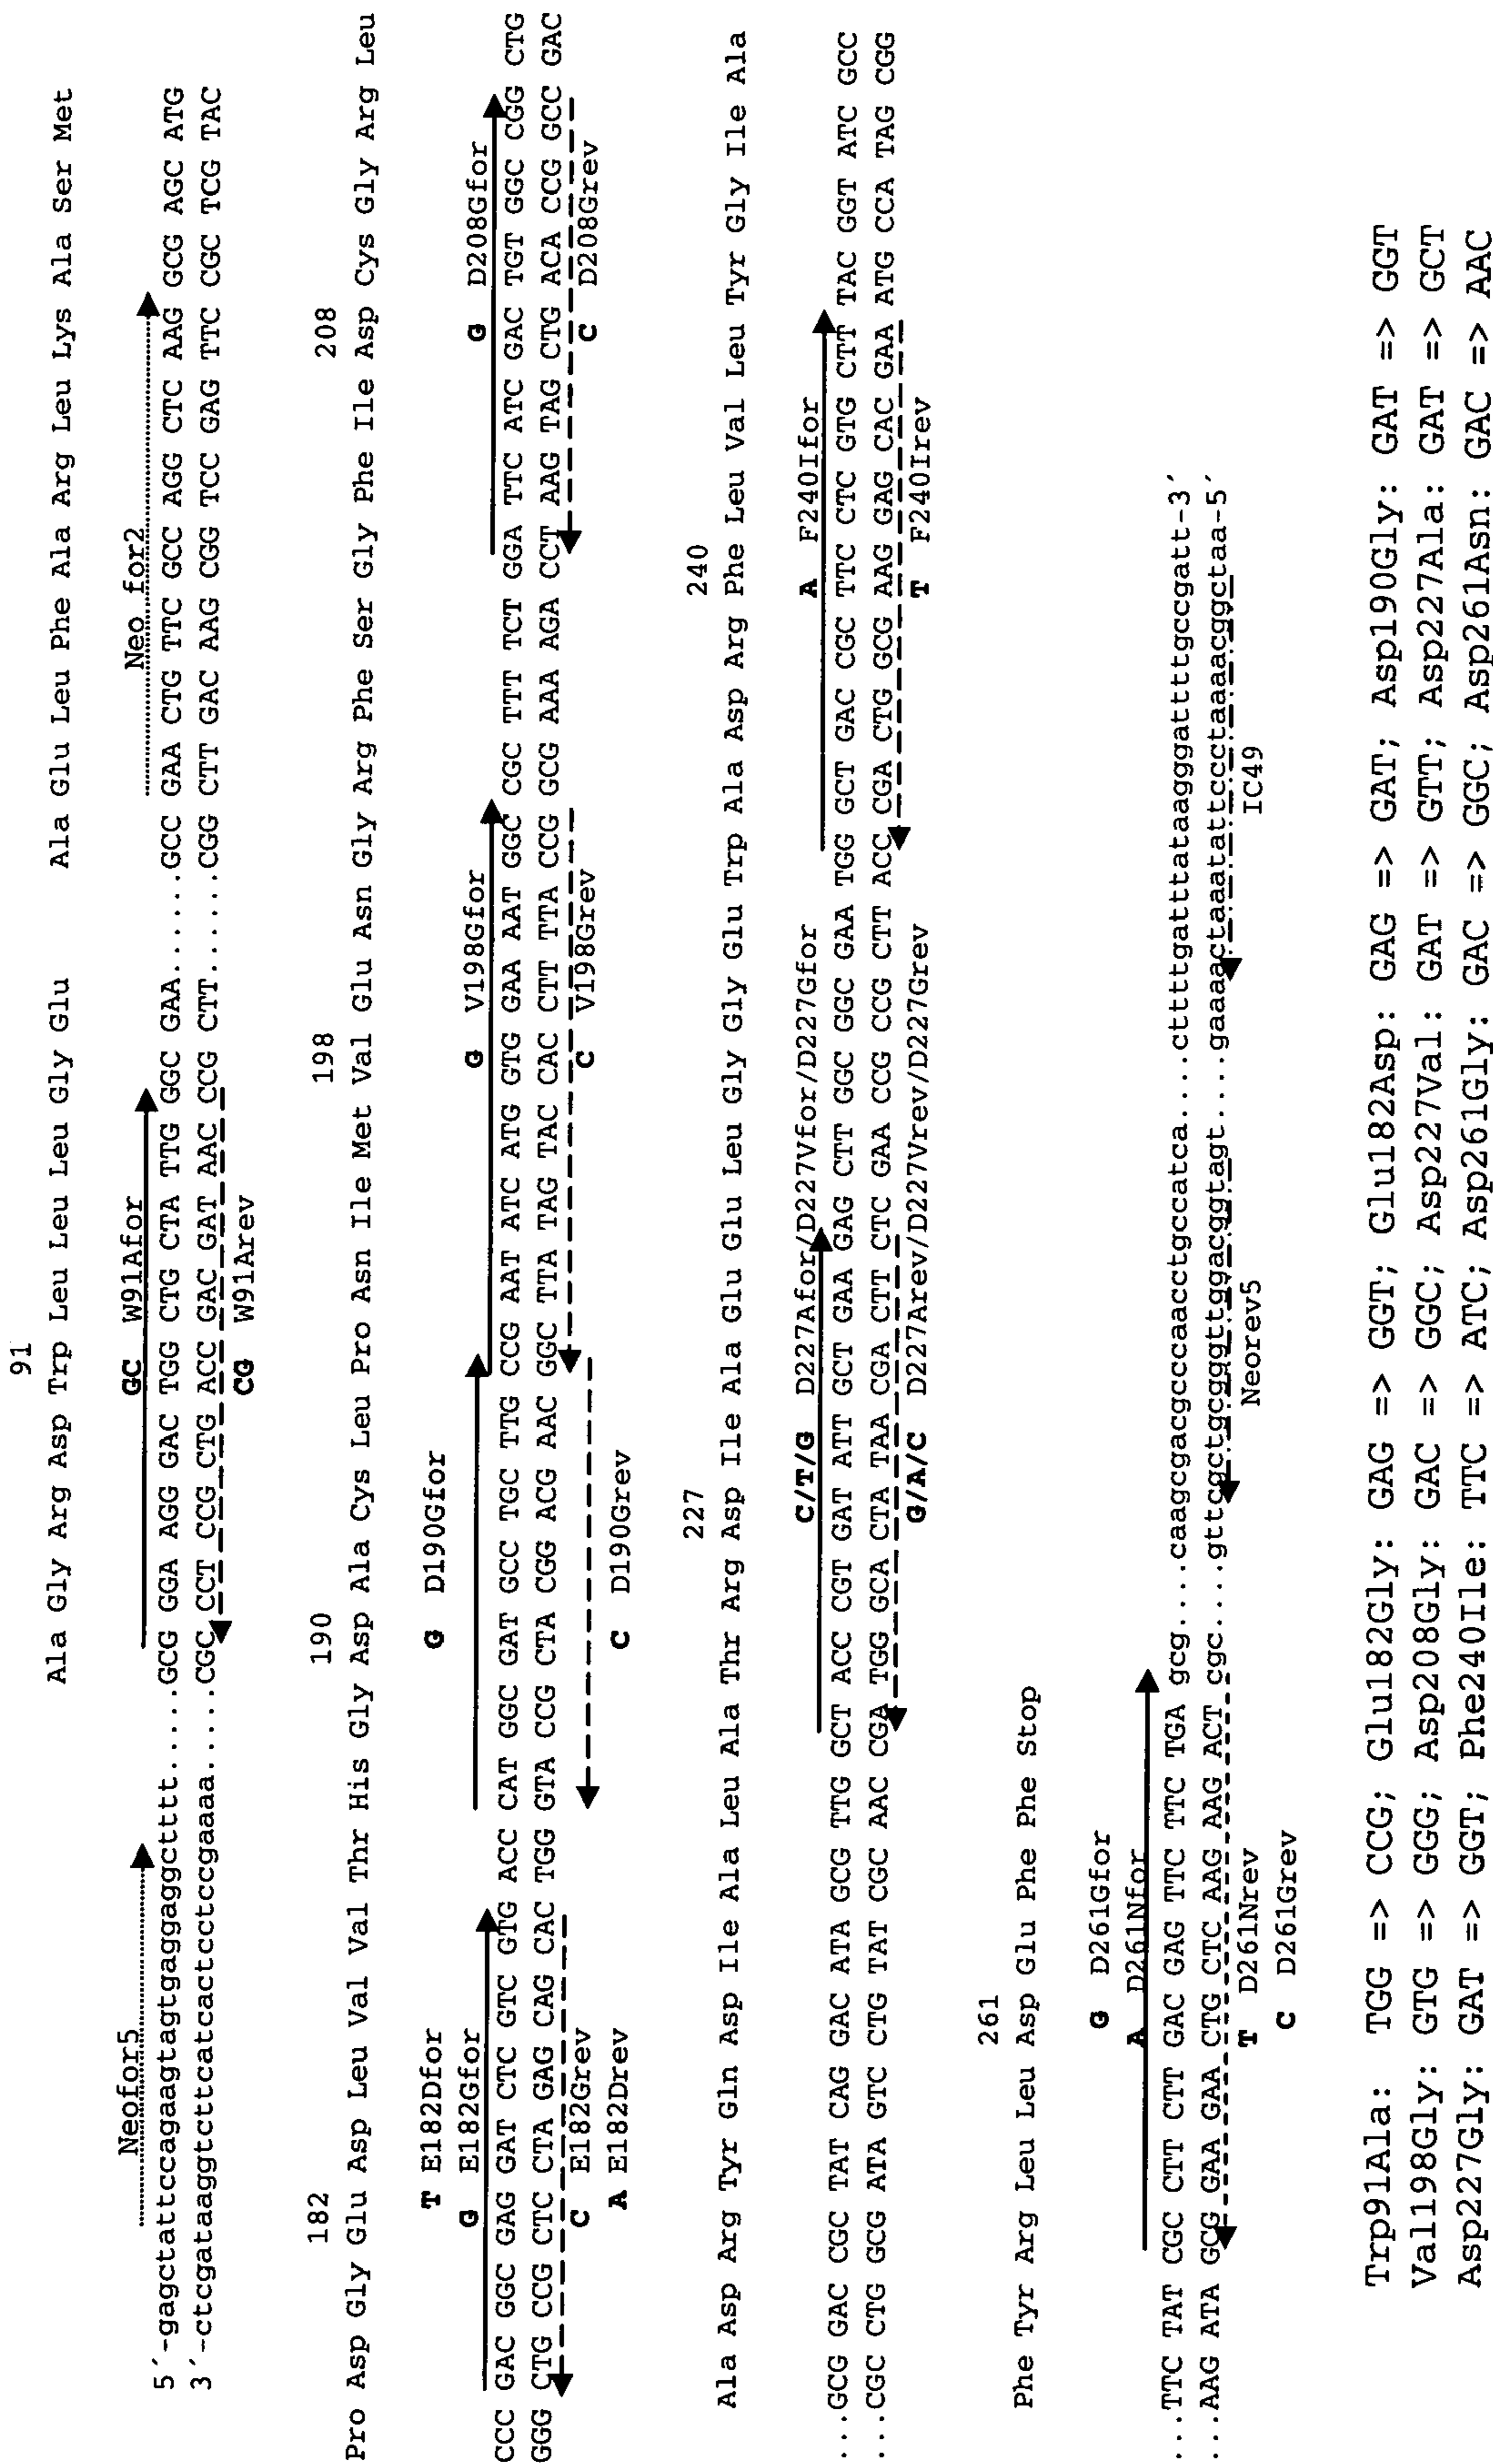 91
Ala Gly Arg Asp Trp Leu Leu Leu Gly Glu Ala Glu Leu Phe Ala Arg Leu Lys Ala Ser Met
Neofor5 GC W91Afor Neo for2
5´-gagctatccagaagtagtgaggaggctttt.....GCG GGA AGG GAC TGG CTG CTA TTG GGC GAA......GCC GAA CTG TTC GCC AGG CTC AAG GCG AGC ATG
3´-ctcgataaggtcttcatcactcctccgaaaa.....CGC CCT CCG CTG ACC GAC GAT AAC CCG CTT......CGG CTT GAC AAG CGG TCC GAG TTC CGC TCG TAC
CG W91Arev
182 190 198 208
Pro Asp Gly Glu Asp Leu Val Val Thr His Gly Asp Ala Cys Leu Pro Asn Ile Met Val Glu Asn Gly Arg Phe Ser Gly Phe Ile Asp Cys Gly Arg Leu
T E182Dfor G D190Gfor
G E182Gfor G V198Gfor G D208Gfor
CCC GAC GGC GAG GAT CTC GTC GTG ACC CAT GGC GAT GCC TGC TTG CCG AAT ATC ATG GTG GAA AAT GGC CGC TTT TCT GGA TTC ATC GAC TGT GGC CGG CTG
GGG CTG CCG CTC CTA GAG CAG CAC TGG GTA CCG CTA CGG ACG AAC GGC TTA TAG TAC CAC CTT TTA CCG GCG AAA AGA CCT AAG TAG CTG ACA CCG GCC GAC
C E182Grev C V198Grev C D208Grev
A E182Drev C D190Grev
227 240
Ala Asp Arg Tyr Gln Asp Ile Ala Leu Ala Thr Arg Asp Ile Ala Glu Glu Leu Gly Gly Glu Trp Ala Asp Arg Phe Leu Val Leu Tyr Gly Ile Ala
C/T/G D227Afor/D227Vfor/D227Gfor A F240Ifor
...GCG GAC CGC TAT CAG GAC ATA GCG TTG GCT ACC CGT GAT ATT GCT GAA GAG CTT GGC GGC GAA TGG GCT GAC CGC TTC CTC GTG CTT TAC GGT ATC GCC
...CGC CTG GCG ATA GTC CTG TAT CGC AAC CGA TGG GCA CTA TAA CGA CTT CTC GAA CCG CCG CTT ACC CGA CTG GCG AAG GAG CAC GAA ATG CCA TAG CGG
G/A/C D227Arev/D227Vrev/D227Grev T F240Irev
261
Phe Tyr Arg Leu Leu Asp Glu Phe Phe Stop
G D261Gfor
A D261Nfor
....TTC TAT CGC CTT CTT GAC GAG TTC TTC TGA gcg....caagcgacgcccaacctgccatca....cttttgatttataagggattttgccgatt-3´
...AAG ATA GCG GAA GAA CTG CTC AAG AAG ACT cgc....gttcgctgcgggttggacggtagt....gaaaactaaatattccctaaaacggctaa-5´
T D261Nrev Neorev5 IC49
C D261Grev
Trp91Ala: TGG => CCG; Glu182Gly: GAG => GGT; Glu182Asp: GAG => GAT; Asp190Gly: GAT => GGT
Val198Gly: GTG => GGG; Asp208Gly: GAC => GGC; Asp227Val: GAT => GTT; Asp227Ala: GAT => GCT
Asp227Gly: GAT => GGT; Phe240Ile: TTC => ATC; Asp261Gly: GAC => GGC; Asp261Asn: GAC => AAC